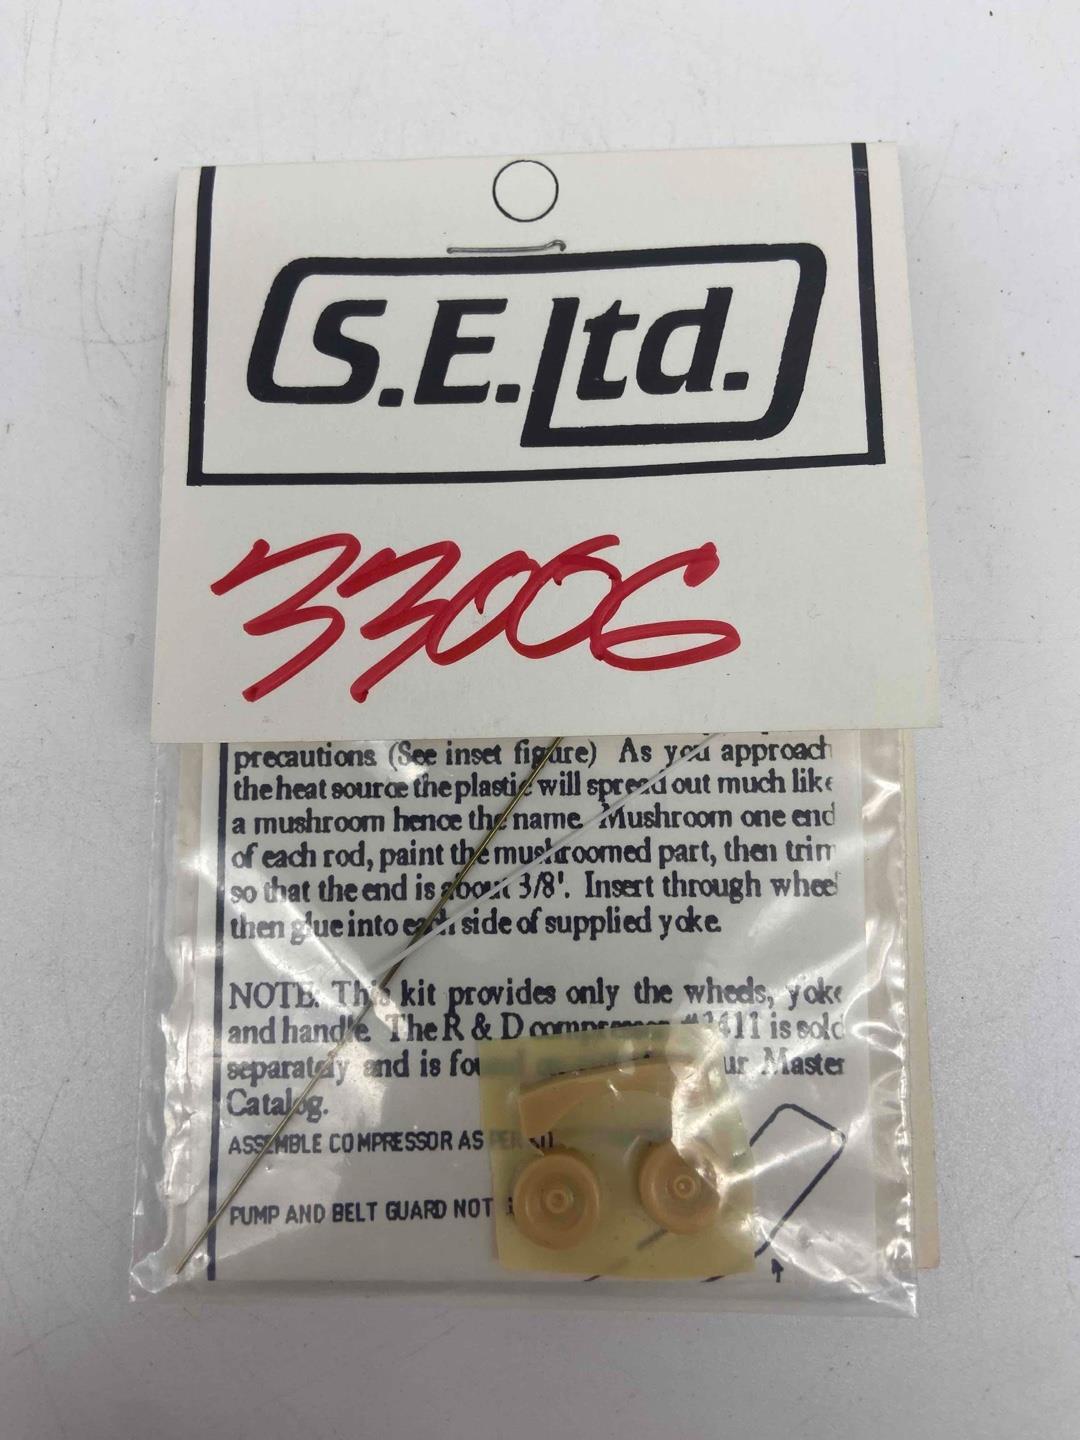 S.E.Ltd.
33006
precautions (See inset figure) As you approach
the heat source the plastic will spread out much like
a mushroom hence the name. Mushroom one end
of each rod, paint the mushroomed part, then trim
so that the end is about 3/8". Insert through wheel
then glue into each side of supplied yoke.
NOTE: This kit provides only the wheels, yoke
and handle. The R & D compressor #1411 is sold
separately and is ur Master
Catalog.
ASSEMBLE COMPRESSOR AS PER
PUMP AND BELT GUARD NOT